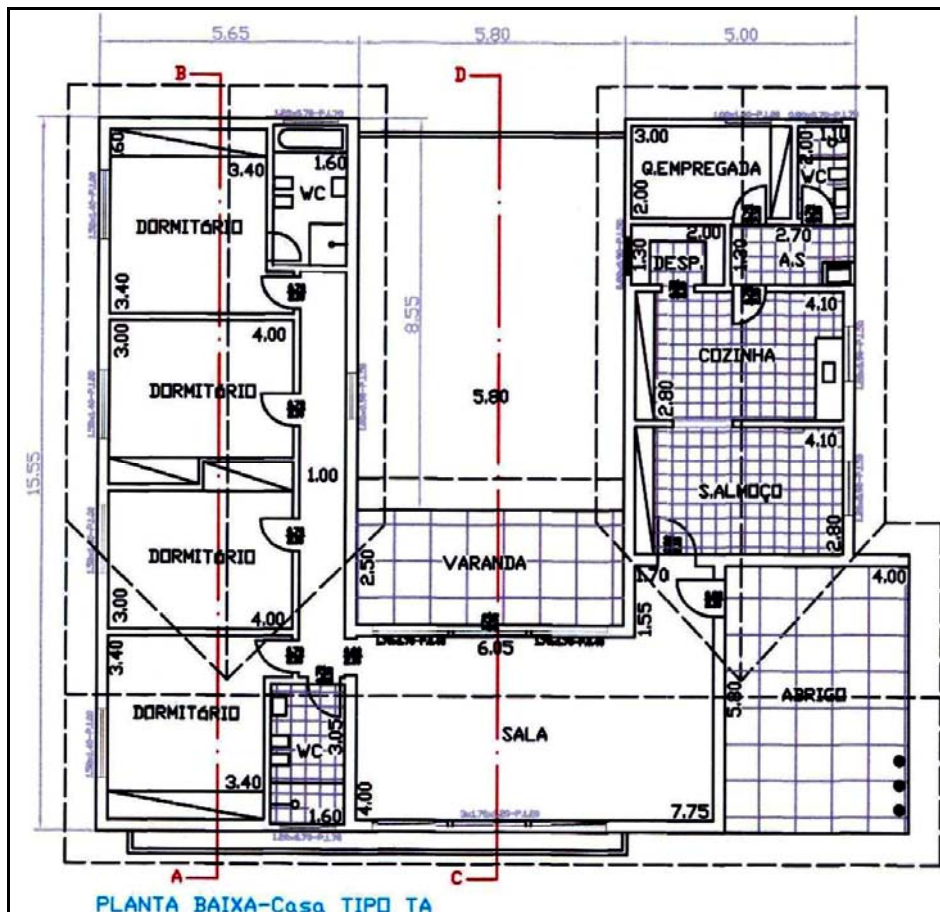 5.65 5.80 5.00
B D
.60 3.40 1.60 WC 3.00 Q.EMPREGADA 2.00 2.00 1.10 WC
DORMITóRIO
3.40
2.00 1.30 DESP. 1.30 2.70 A.S
8.55
3.00 4.00
DORMITóRIO
4.10
COZINHA
2.80
5.80
15.55
1.00
4.10
S.ALMOÇO
2.80
DORMITóRIO
3.00 4.00
2.50 VARANDA
1.70 1.55 4.00
6.05
3.40
DORMITóRIO
3.40
WC 3.05
1.60
SALA
4.00 7.75
5.80 ABRIGO
A C
PLANTA BAIXA-Casa TIPO TA